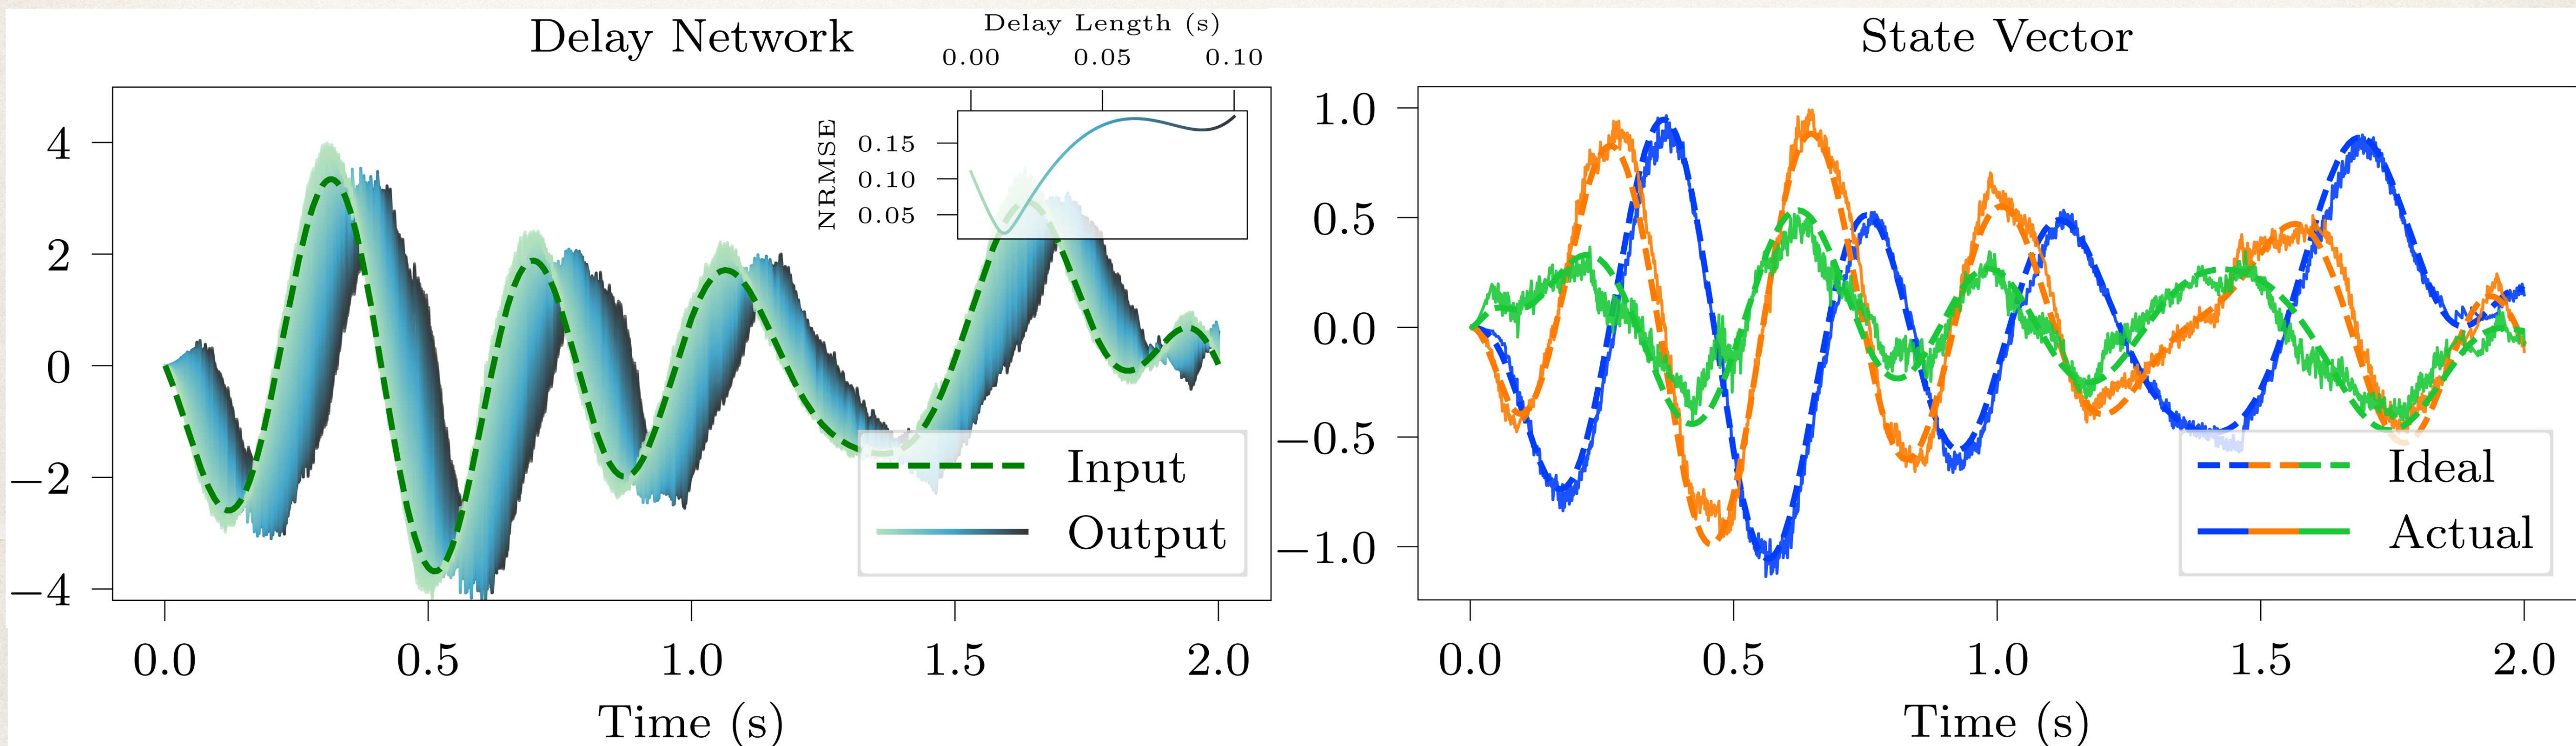 Delay Network
Delay Length (s)
0.00 0.05 0.10
NRMSE
0.15
0.10
0.05
4
2
0
−2
−4
Input
Output
0.0 0.5 1.0 1.5 2.0
Time (s)
State Vector
1.0
0.5
0.0
−0.5
−1.0
Ideal
Actual
0.0 0.5 1.0 1.5 2.0
Time (s)